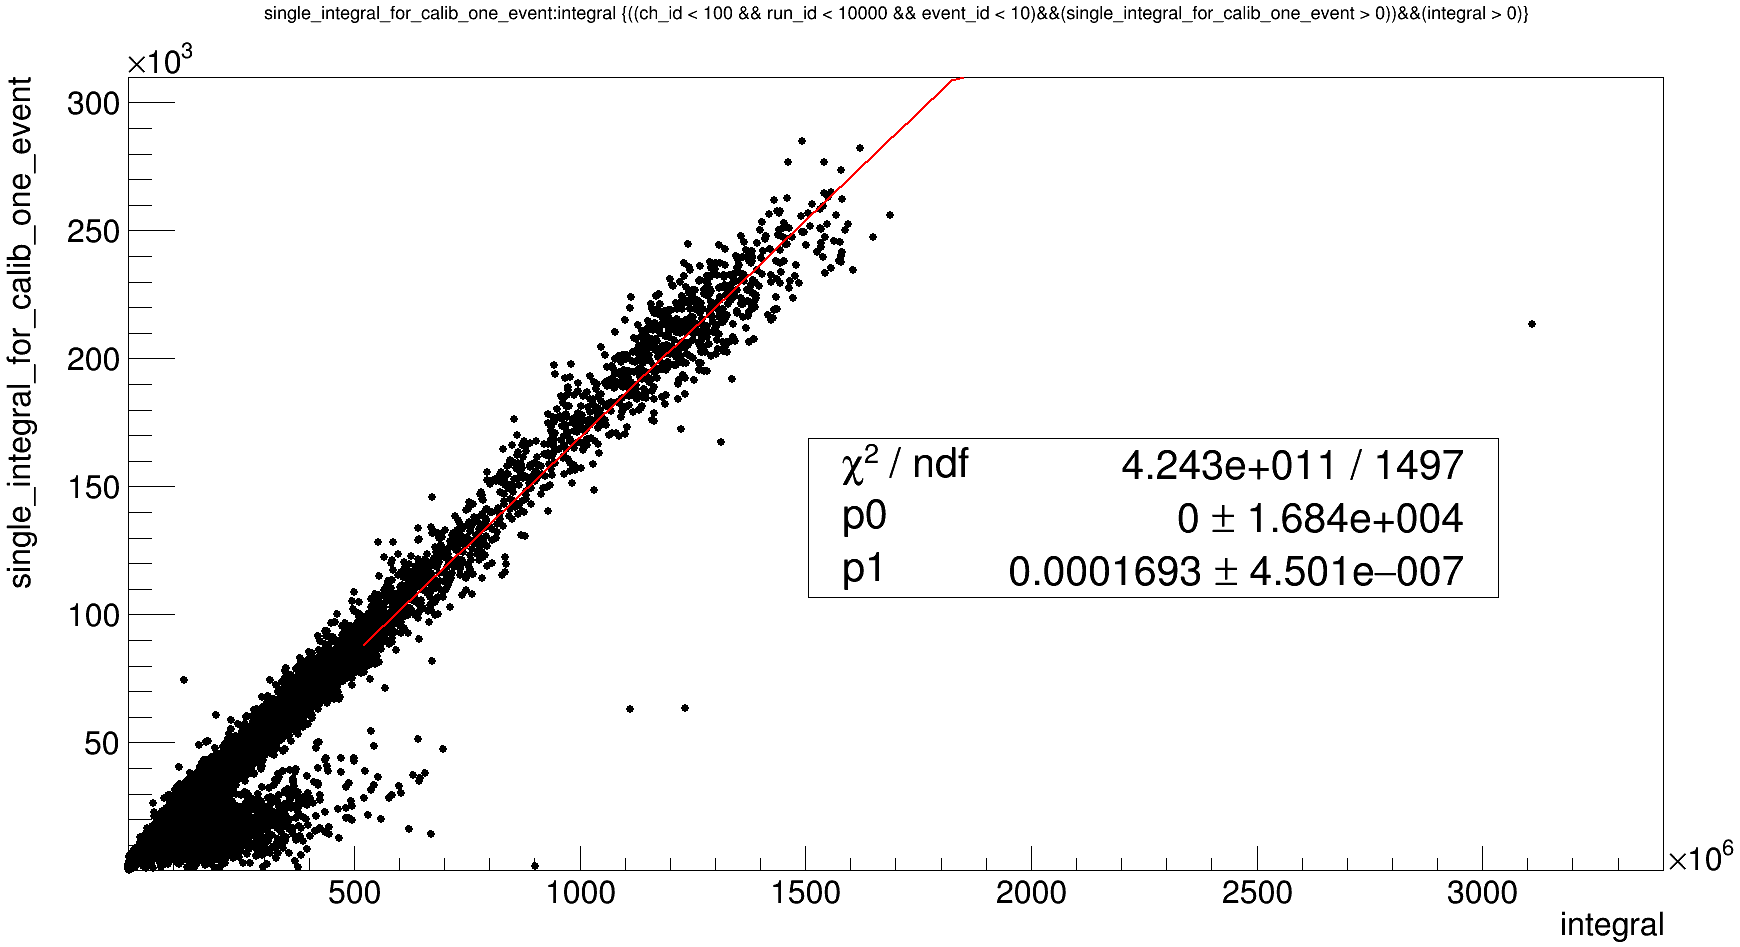 single_integral_for_calib_one_event:integral {((ch_id < 100 && run_id < 10000 && event_id < 10)&&(single_integral_for_calib_one_event > 0))&&(integral > 0)}
×10³
single_integral_for_calib_one_event
300
250
200
150
100
50
χ² / ndf 4.243e+011 / 1497
p0 0 ± 1.684e+004
p1 0.0001693 ± 4.501e−007
500 1000 1500 2000 2500 3000
×10⁶
integral